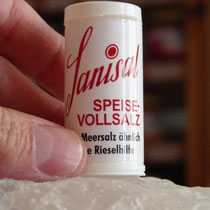 Sanisal
SPEISE-
VOLLSALZ
Meersalz ähnlich
e Rieselhilfe